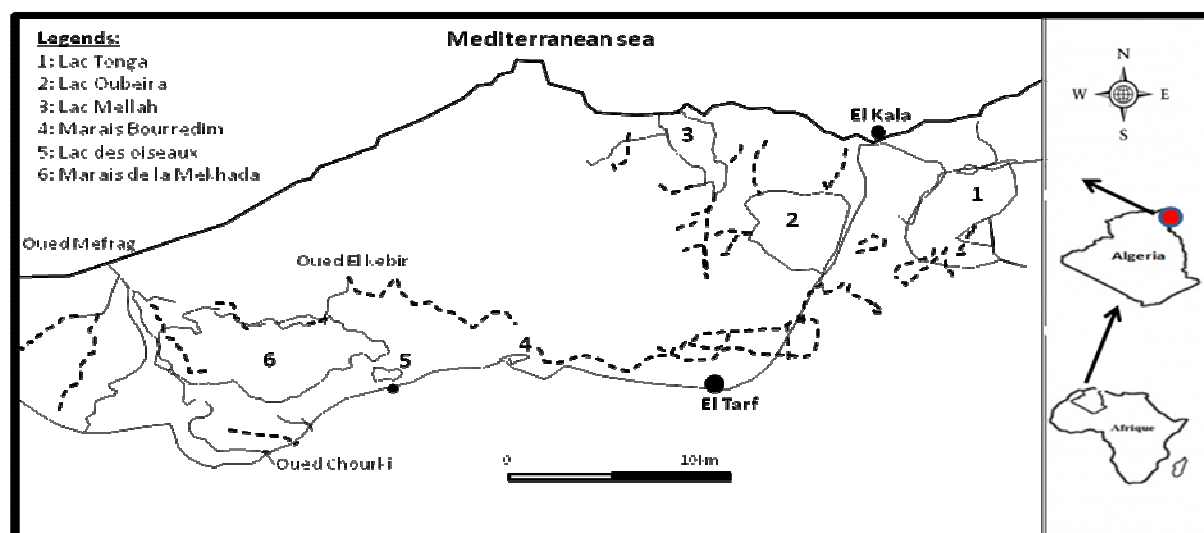 Legends:
1: Lac Tonga
2: Lac Oubeira
3: Lac Mellah
4: Marais Bourredim
5: Lac des oiseaux
6: Marais de la Mekhada
Mediterranean sea
El Kala
3
1
2
Oued Mefrag
Oued El kebir
6
5
4
El Tarf
Oued Chourki
0
10 km
N
W
E
S
Algeria
Afrique